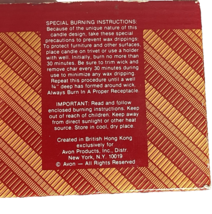 SPECIAL BURNING INSTRUCTIONS:
Because of the unique nature of this
candle design, take these special
precautions to prevent wax drippings.
To protect furniture and other surfaces
place candle on trivet or use a holder
with well. Initially, burn no more than
30 minutes. Be sure to trim wick and
remove char every 30 minutes during
use to minimize any wax dripping.
Repeat this procedure until a well
¾" deep has formed around wick.
Always Burn In A Proper Receptacle.
IMPORTANT: Read and follow
enclosed burning instructions. Keep
out of reach of children. Keep away
from direct sunlight or other heat
source. Store in cool, dry place.
Created in British Hong Kong
exclusively for
Avon Products, Inc., Distr.
New York, N.Y. 10019
© Avon — All Rights Reserved